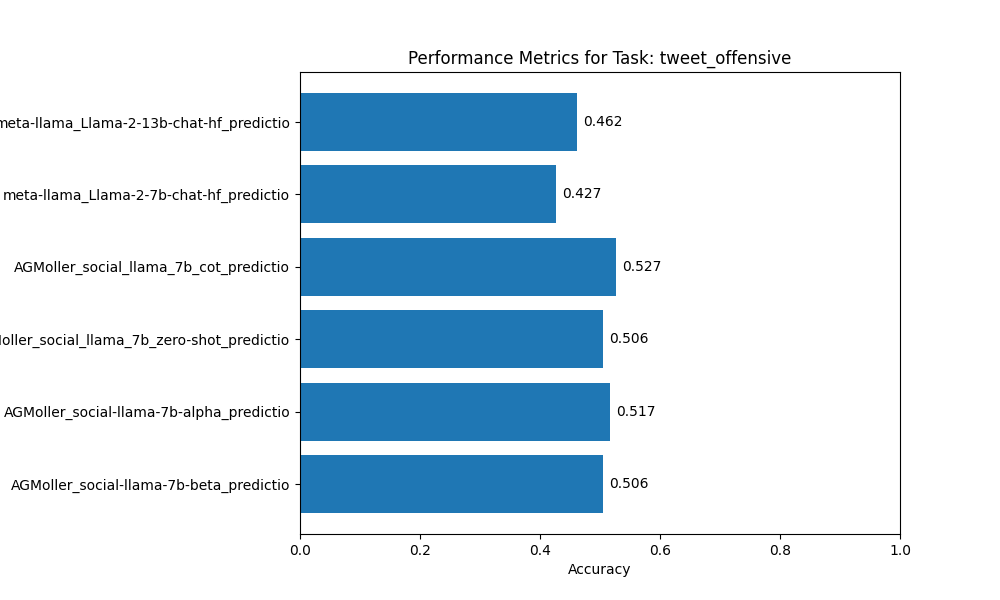 Performance Metrics for Task: tweet_offensive
meta-llama_Llama-2-13b-chat-hf_predictio
0.462
meta-llama_Llama-2-7b-chat-hf_predictio
0.427
AGMoller_social_llama_7b_cot_predictio
0.527
oller_social_llama_7b_zero-shot_predictio
0.506
AGMoller_social-llama-7b-alpha_predictio
0.517
AGMoller_social-llama-7b-beta_predictio
0.506
0.0 0.2 0.4 0.6 0.8 1.0
Accuracy